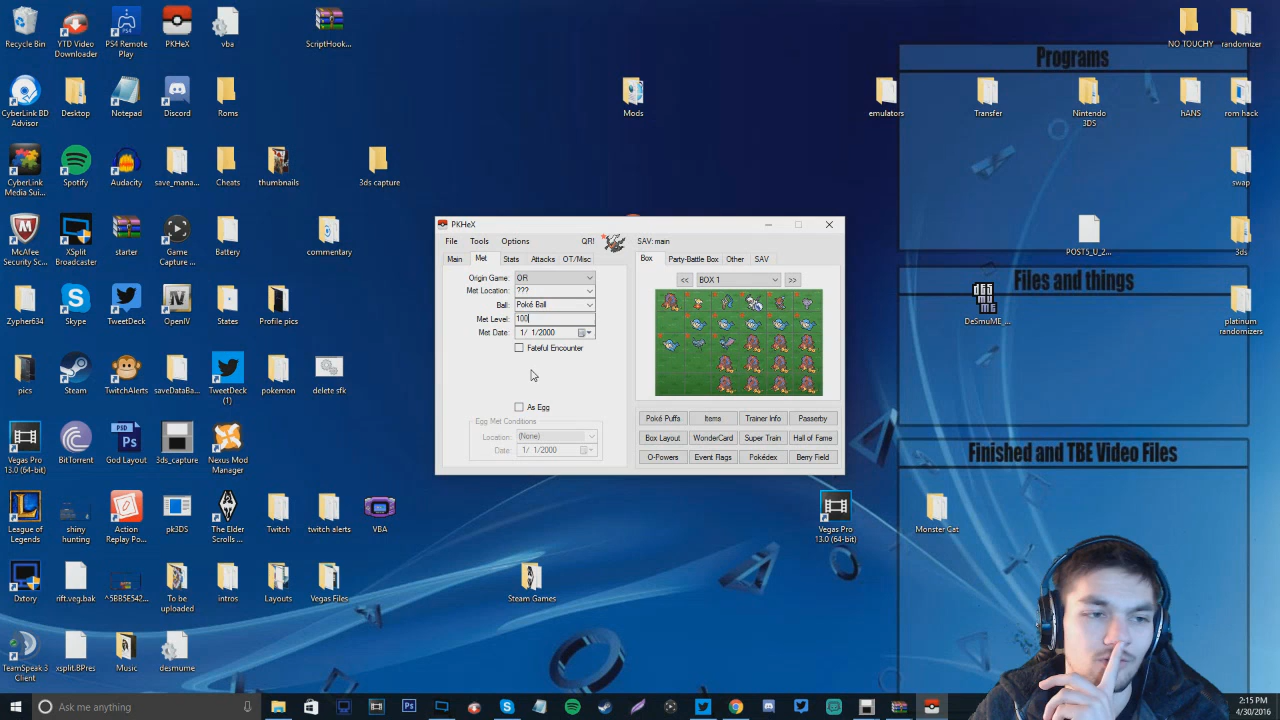 Recycle Bin
YTD Video
Downloader
PS4 Remote
Play
PKHeX
vba
ScriptHook...
NO TOUCHY
randomizer
Programs
CyberLink BD
Advisor
Desktop
Notepad
Discord
Roms
Mods
emulators
Transfer
Nintendo
3DS
hANS
rom hack
CyberLink
Media Sui...
Spotify
Audacity
save_mana...
Cheats
thumbnails
3ds capture
swap
McAfee
Security Sc...
XSplit
Broadcaster
starter
Game
Capture ...
Battery
commentary
POST5_U_2...
3ds
PKHeX
File
Tools
Options
QR!
SAV: main
Main
Met
Stats
Attacks
OT/Misc
Box
Party-Battle Box
Other
SAV
Origin Game:
OR
<<
BOX 1
>>
Met Location:
???
Ball:
Poké Ball
Met Level:
100
Met Date:
1/ 1/2000
Fateful Encounter
As Egg
Egg Met Conditions
Location:
(None)
Date:
1/ 1/2000
Poké Puffs
Items
Trainer Info
Passerby
Box Layout
WonderCard
Super Train
Hall of Fame
O-Powers
Event Flags
Pokédex
Berry Field
Files and things
Zypher634
Skype
TweetDeck
OpenIV
States
Profile pics
DeSmuME ...
platinum
randomizers
pics
Steam
TwitchAlerts
saveDataBa...
TweetDeck
(1)
pokemon
delete sfk
Finished and TBE Video Files
Vegas Pro
13.0 (64-bit)
BitTorrent
God Layout
3ds_capture
Nexus Mod
Manager
League of
Legends
shiny
hunting
Action
Replay Po...
pk3DS
The Elder
Scrolls ...
Twitch
twitch alerts
VBA
Vegas Pro
13.0 (64-bit)
Monster Cat
Dxtory
rift.veg.bak
^5BB5E542...
To be
uploaded
intros
Layouts
Vegas Files
Steam Games
TeamSpeak 3
Client
xsplit.BPres
Music
desmume
Ask me anything
2:15 PM
4/30/2016